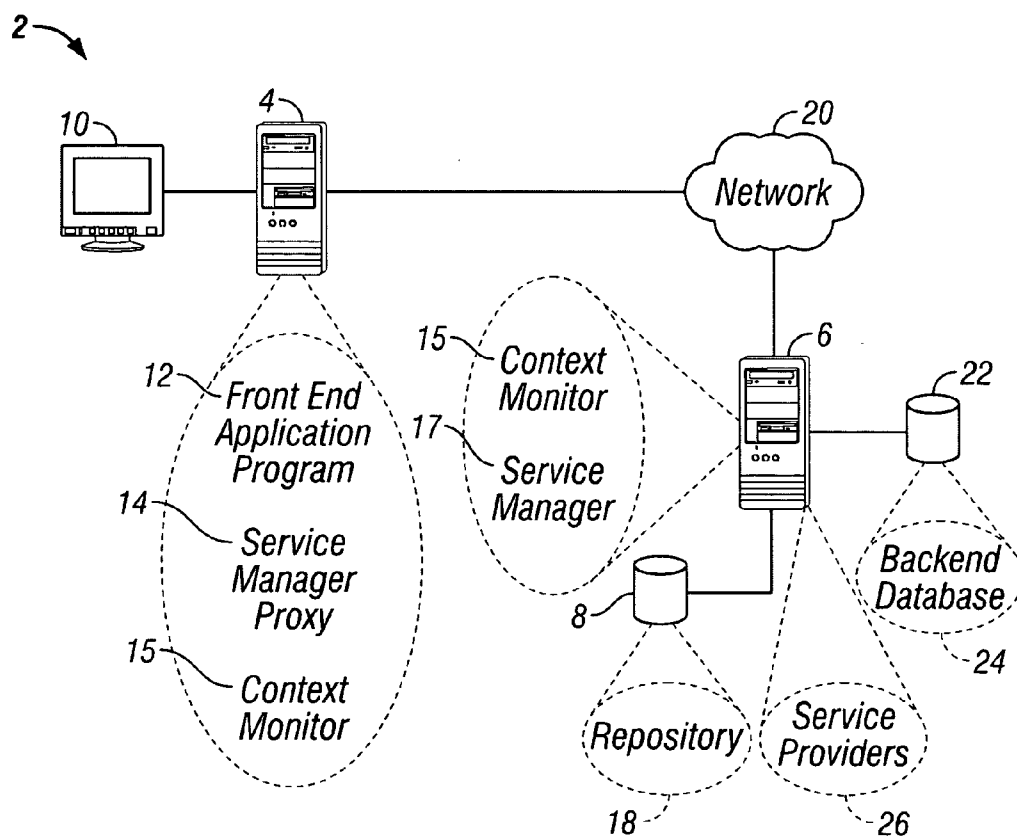 2
10
4
20
Network
12
Front End
Application
Program
14
Service
Manager
Proxy
15
Context
Monitor
15
Context
Monitor
17
Service
Manager
6
22
8
Backend
Database
24
Repository
18
Service
Providers
26